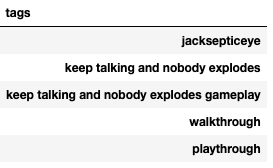 tags
jacksepticeye
keep talking and nobody explodes
keep talking and nobody explodes gameplay
walkthrough
playthrough